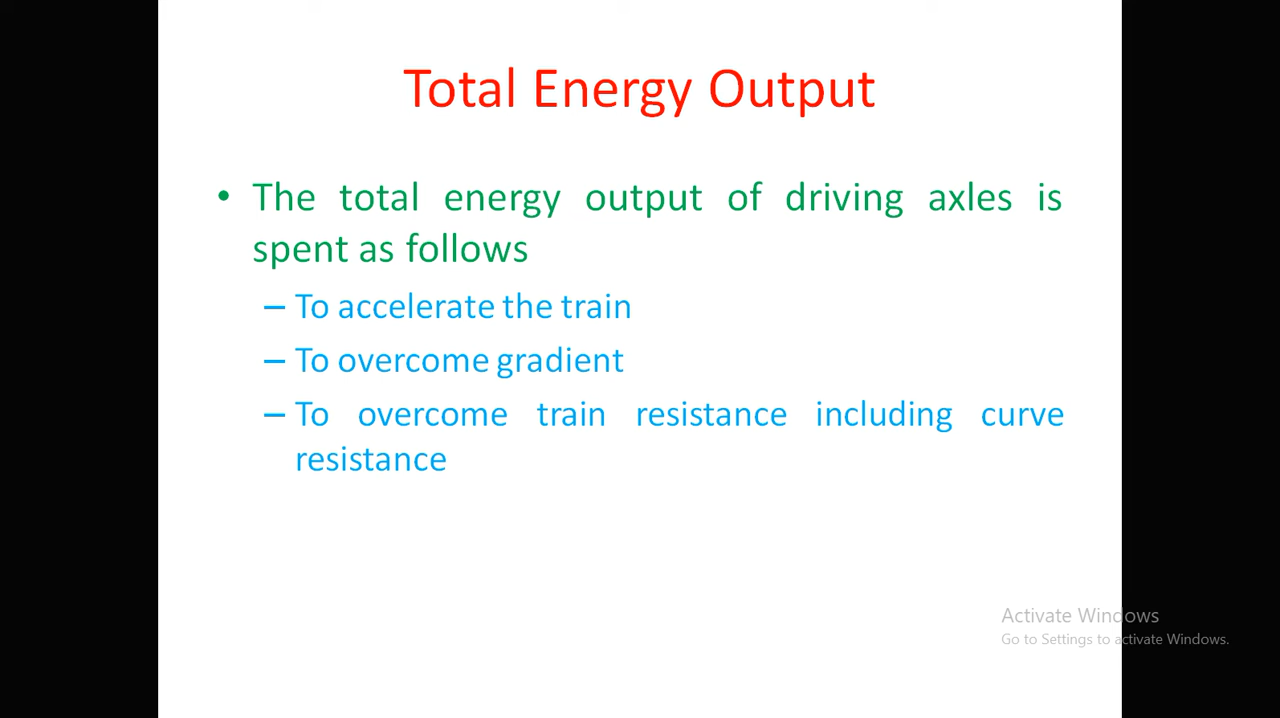 Total Energy Output
• The total energy output of driving axles is
spent as follows
– To accelerate the train
– To overcome gradient
– To overcome train resistance including curve
resistance
Activate Windows
Go to Settings to activate Windows.